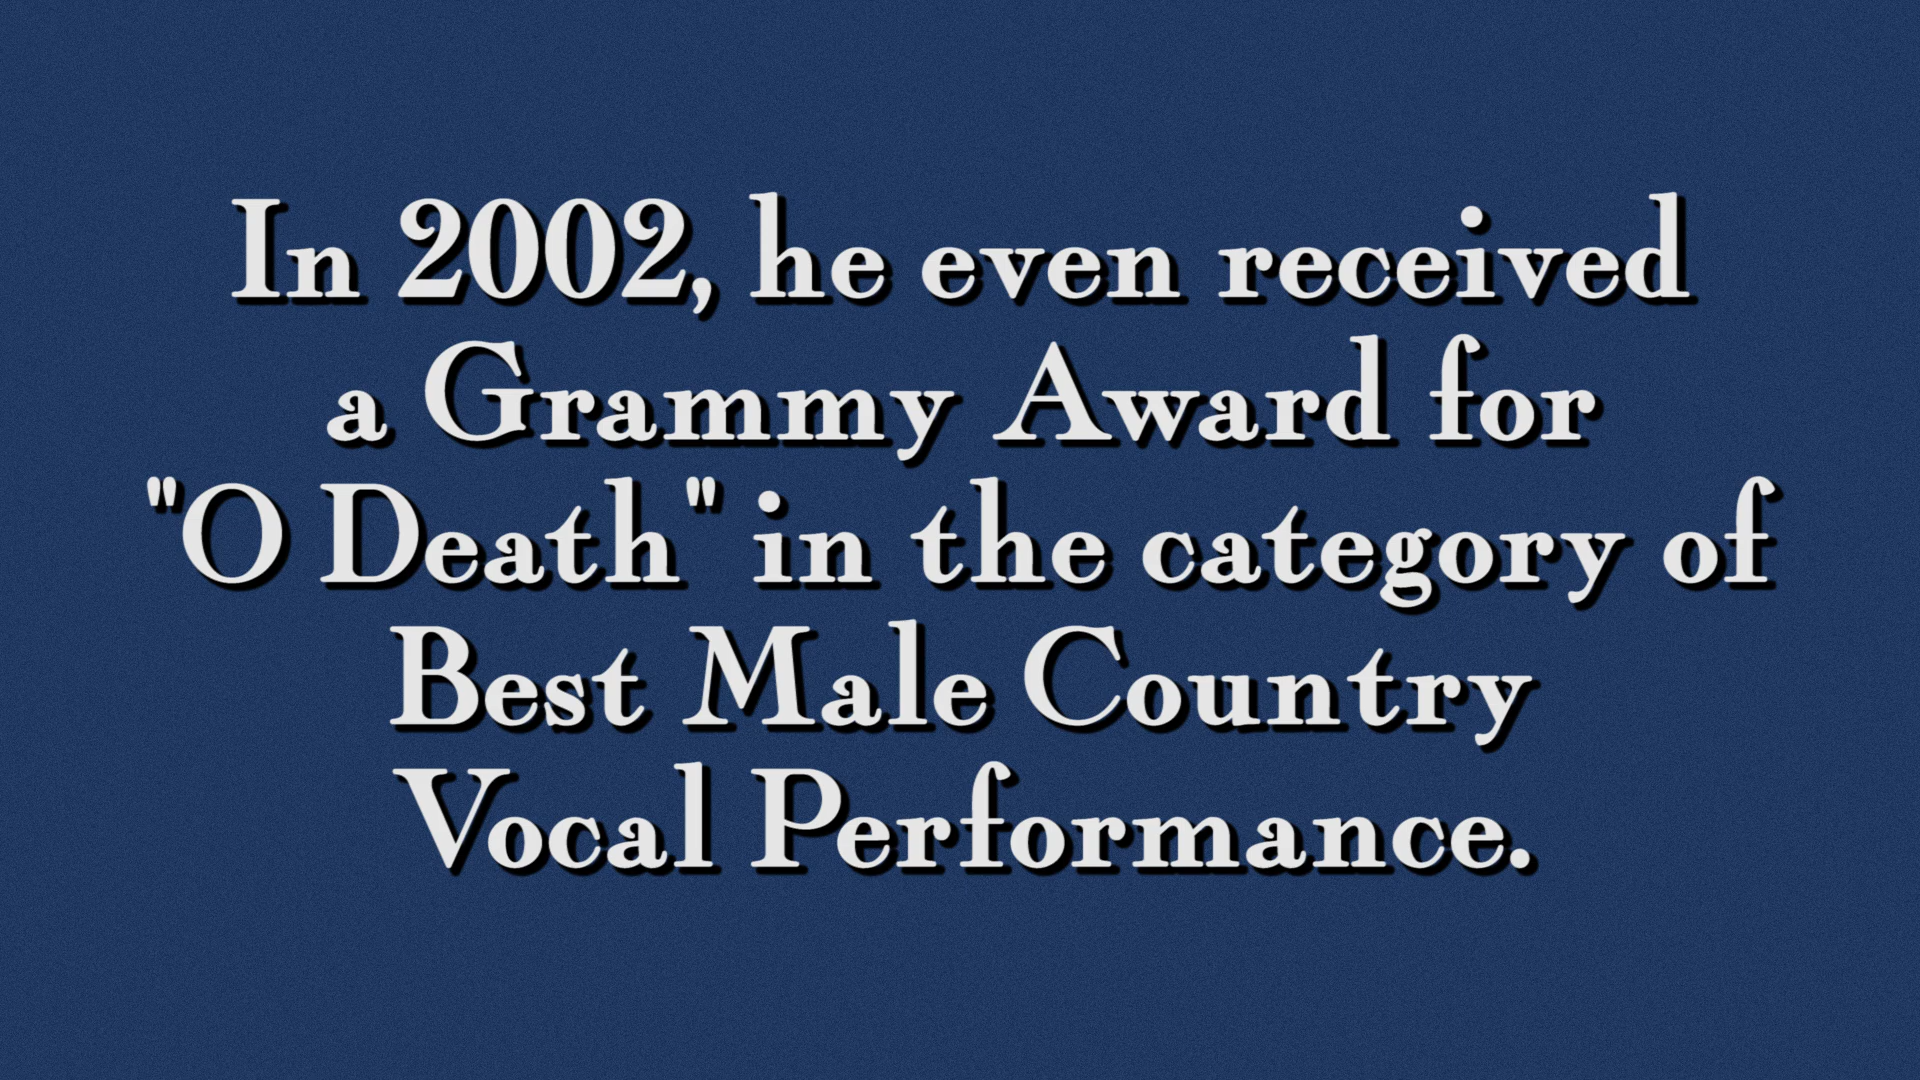 In 2002, he even received
a Grammy Award for
"O Death" in the category of
Best Male Country
Vocal Performance.